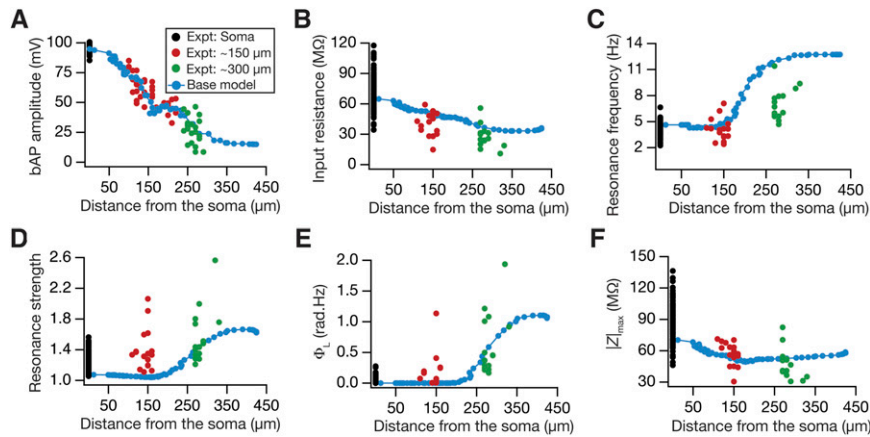 A
bAP amplitude (mV)
100
75
50
25
0
50 150 250 350 450
Distance from the soma (μm)
Expt: Soma
Expt: ~150 μm
Expt: ~300 μm
Base model
B
Input resistance (MΩ)
120
90
60
30
0
50 150 250 350 450
Distance from the soma (μm)
C
Resonance frequency (Hz)
14
11
8
5
2
50 150 250 350 450
Distance from the soma (μm)
D
Resonance strength
2.6
2.2
1.8
1.4
1.0
50 150 250 350 450
Distance from the soma (μm)
E
ΦL (rad.Hz)
2.0
1.5
1.0
0.5
0.0
50 150 250 350 450
Distance from the soma (μm)
F
|Z|max (MΩ)
150
120
90
60
30
50 150 250 350 450
Distance from the soma (μm)